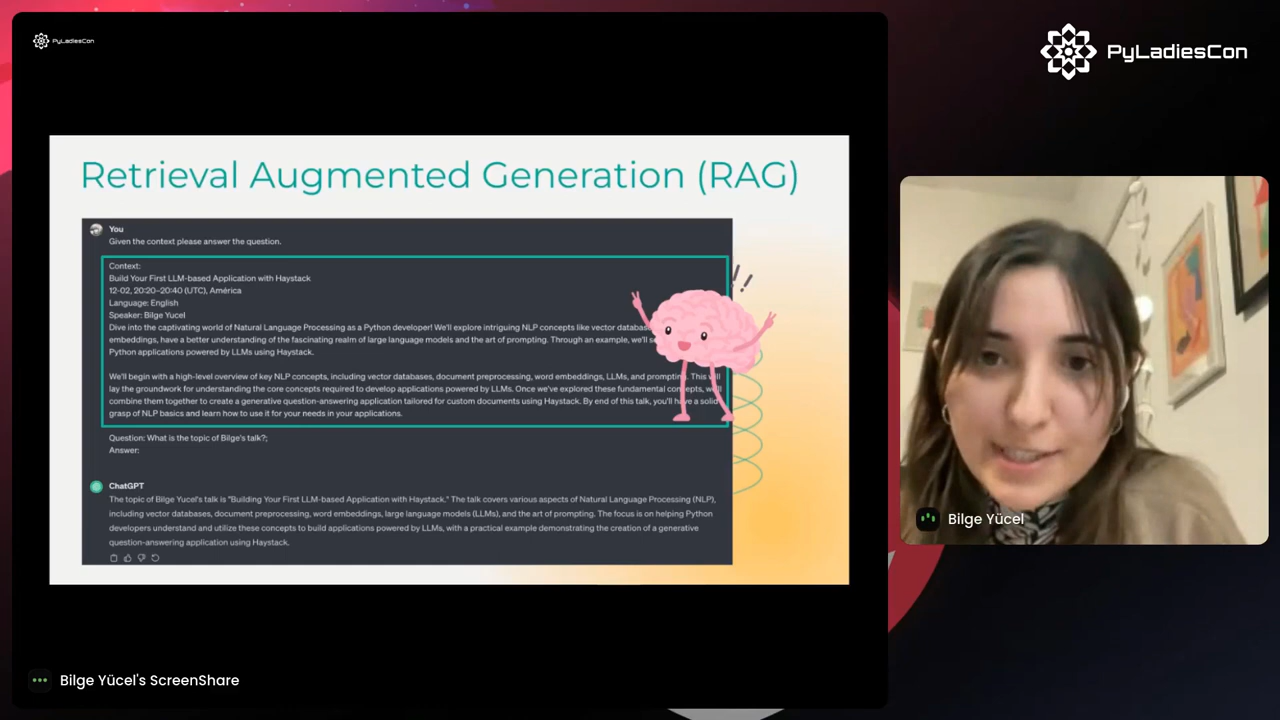 PyLadiesCon
PyLadiesCon
Retrieval Augmented Generation (RAG)
You
Given the context please answer the question.
Context:
Build Your First LLM-based Application with Haystack
12-02, 20:20–20:40 (UTC), América
Language: English
Speaker: Bilge Yucel
Dive into the captivating world of Natural Language Processing as a Python developer! We'll explore intriguing NLP concepts like vector
embeddings, have a better understanding of the fascinating realm of large language models and the art of prompting. Through an example, we'll
Python applications powered by LLMs using Haystack.
We'll begin with a high-level overview of key NLP concepts, including vector databases, document preprocessing, word embeddings, LLMs, and prompting. This will
lay the groundwork for understanding the core concepts required to develop applications powered by LLMs. Once we've explored these fundamental concepts, we'll
combine them together to create a generative question-answering application tailored for custom documents using Haystack. By end of this talk, you'll have a solid
grasp of NLP basics and learn how to use it for your needs in your applications.
Question: What is the topic of Bilge's talk?;
Answer:
ChatGPT
The topic of Bilge Yucel's talk is "Building Your First LLM-based Application with Haystack." The talk covers various aspects of Natural Language Processing (NLP),
including vector databases, document preprocessing, word embeddings, large language models (LLMs), and the art of prompting. The focus is on helping Python
developers understand and utilize these concepts to build applications powered by LLMs, with a practical example demonstrating the creation of a generative
question-answering application using Haystack.
Bilge Yücel
Bilge Yücel's ScreenShare